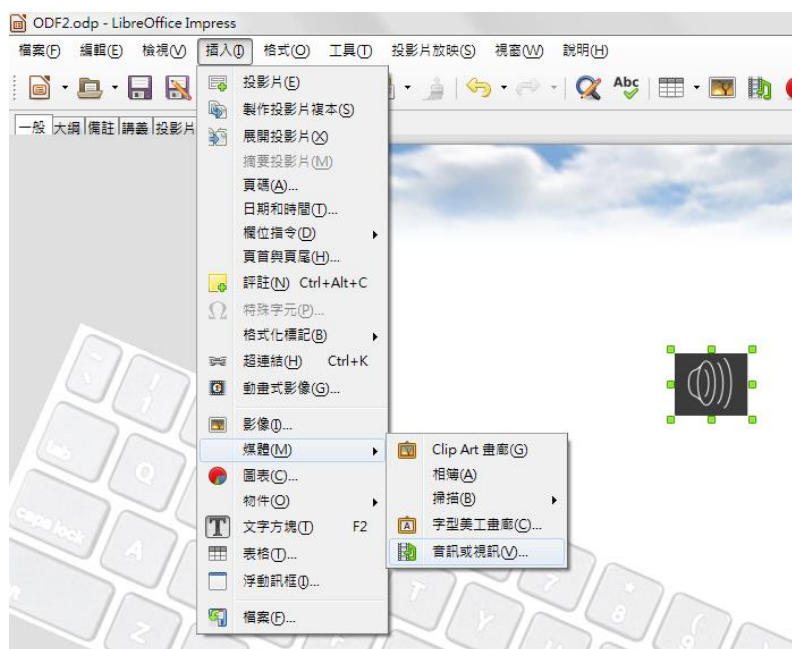 ODF2.odp - LibreOffice Impress
檔案(F) 編輯(E) 檢視(V) 插入(I) 格式(O) 工具(T) 投影片放映(S) 視窗(W) 說明(H)
Abc
一般 大綱 備註 講義 投影片
投影片(E)
製作投影片複本(S)
展開投影片(X)
摘要投影片(M)
頁碼(A)...
日期和時間(T)...
欄位指令(D)
頁首與頁尾(H)...
評註(N) Ctrl+Alt+C
特殊字元(P)...
格式化標記(B)
超連結(H) Ctrl+K
動畫式影像(G)...
影像(I)...
媒體(M)
圖表(C)...
物件(O)
文字方塊(T) F2
表格(T)...
浮動訊框(I)...
檔案(F)...
Clip Art 畫廊(G)
相簿(A)
掃描(B)
字型美工畫廊(C)...
音訊或視訊(V)...
tab
Q
caps lock
A
Z
T
Y
7
8
9